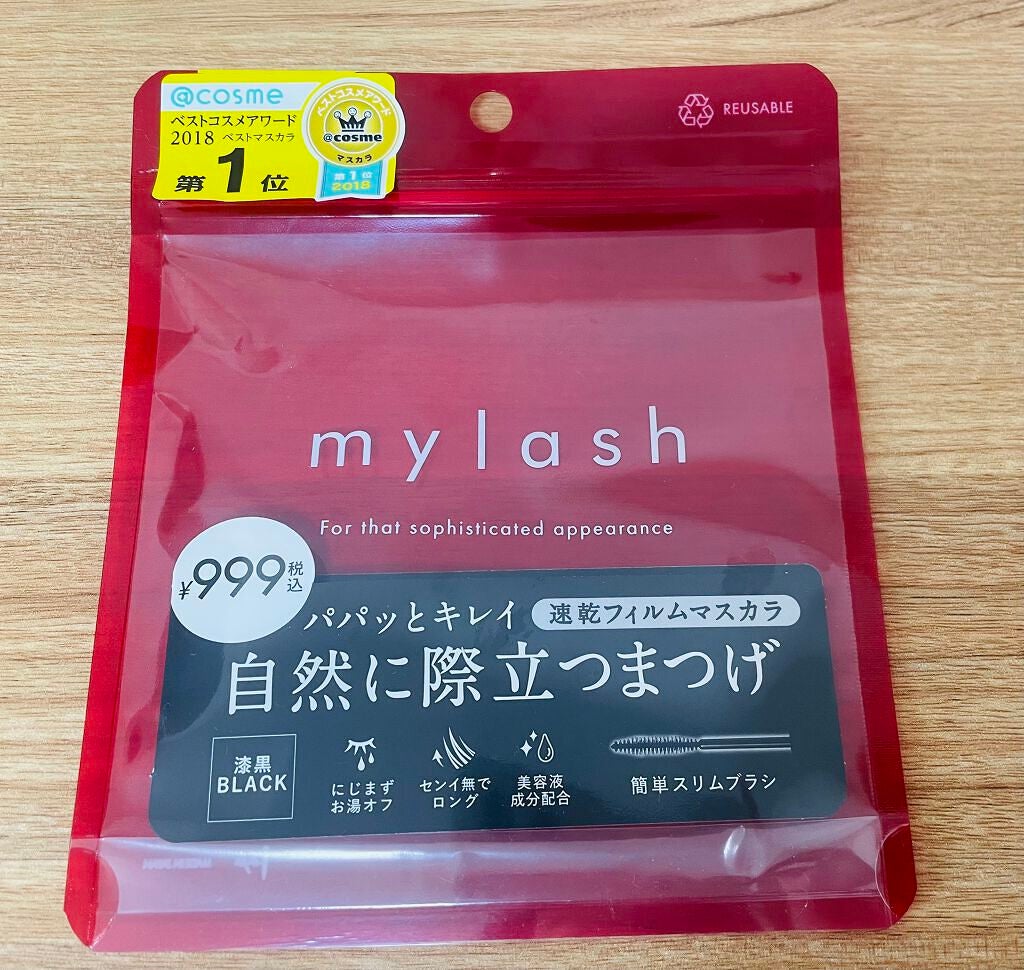 @cosme
ベストコスメアワード
2018 ベストマスカラ
第1位
ベストコスメアワード
@cosme
マスカラ
第1位
2018
REUSABLE
mylash
For that sophisticated appearance
¥999税込
パパッとキレイ 速乾フィルムマスカラ
自然に際立つまつげ
漆黒
BLACK
にじまず
お湯オフ
センイ無で
ロング
美容液
成分配合
簡単スリムブラシ